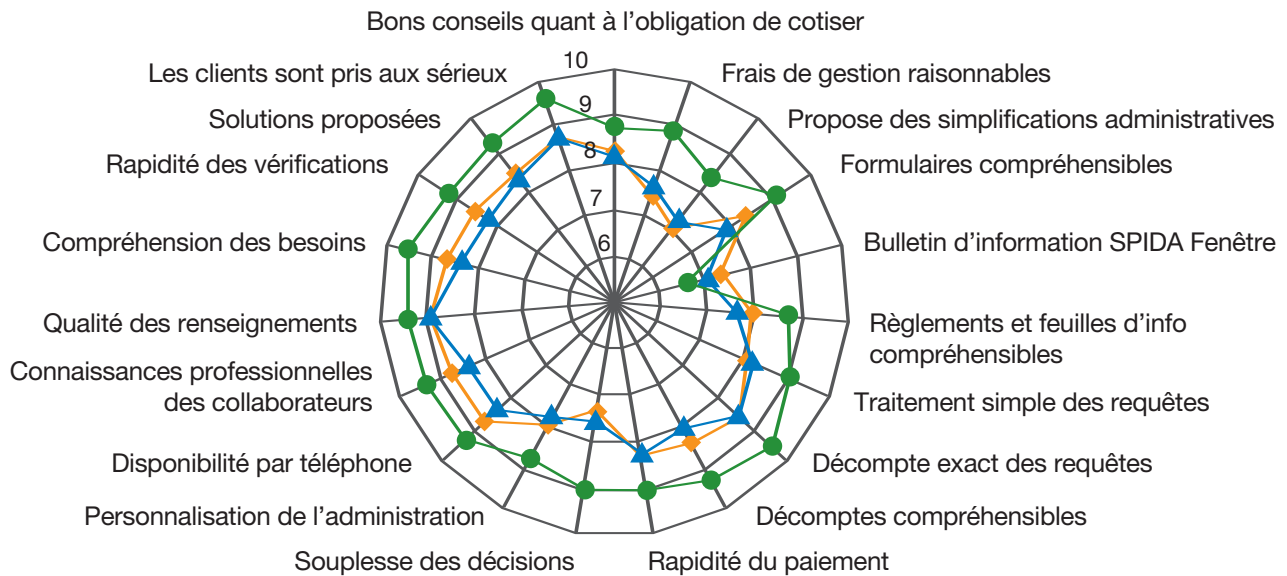 Bons conseils quant à l'obligation de cotiser
10
Les clients sont pris aux sérieux
Frais de gestion raisonnables
9
Solutions proposées
Propose des simplifications administratives
8
Rapidité des vérifications
Formulaires compréhensibles
7
Compréhension des besoins
Bulletin d'information SPIDA Fenêtre
6
Qualité des renseignements
Règlements et feuilles d'info
compréhensibles
Connaissances professionnelles
des collaborateurs
Traitement simple des requêtes
Disponibilité par téléphone
Décompte exact des requêtes
Personnalisation de l'administration
Décomptes compréhensibles
Souplesse des décisions
Rapidité du paiement